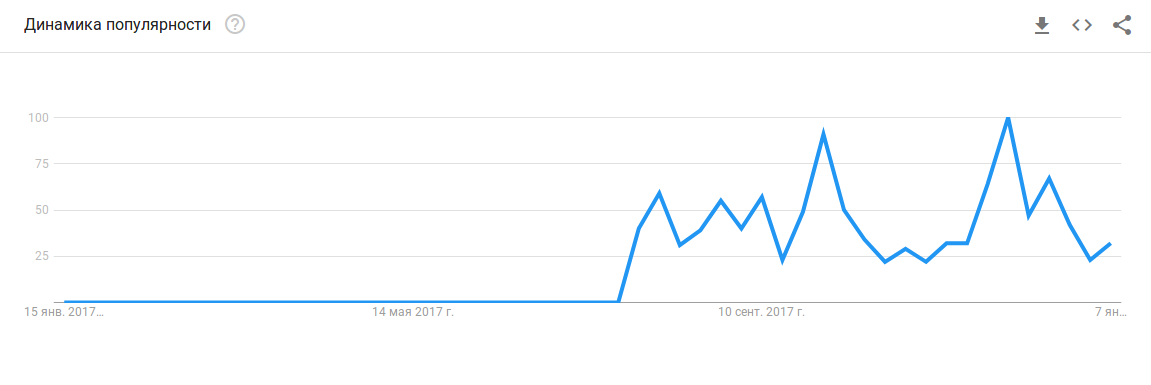 Динамика популярности ?
100
75
50
25
15 янв. 2017…
14 мая 2017 г.
10 сент. 2017 г.
7 ян…